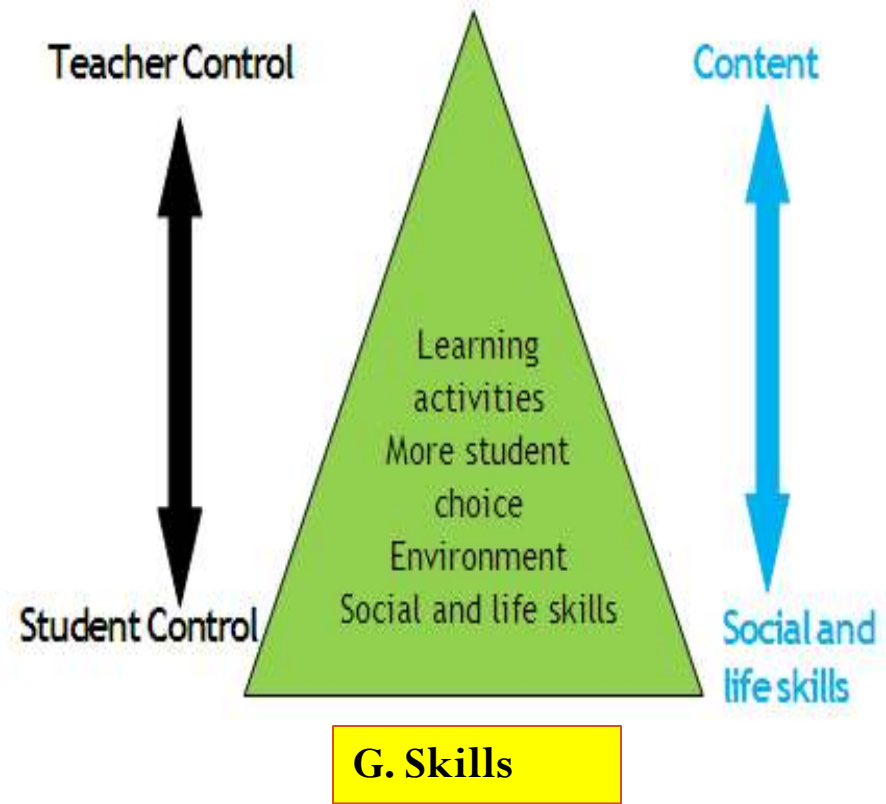 Teacher Control
Content
Learning
activities
More student
choice
Environment
Social and life skills
Student Control
Social and
life skills
G. Skills